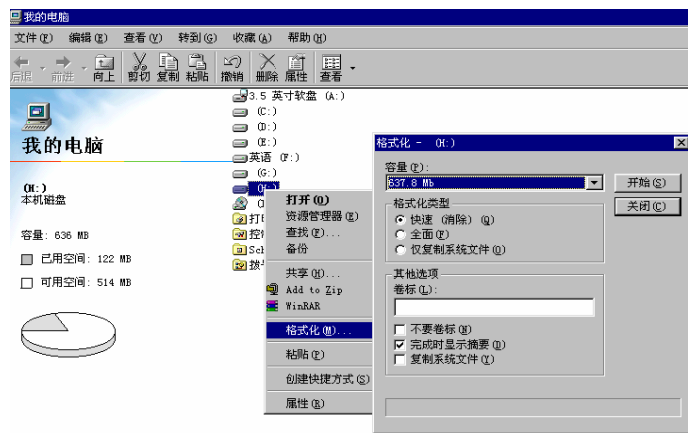 我的电脑
文件(F) 编辑(E) 查看(V) 转到(G) 收藏(A) 帮助(H)
后退 前进 向上 剪切 复制 粘贴 撤销 删除 属性 查看
我的电脑
(H:)
本机磁盘
容量: 636 MB
已用空间: 122 MB
可用空间: 514 MB
3.5 英寸软盘 (A:)
(C:)
(D:)
(E:)
英语 (F:)
(G:)
(H:)
打开(O)
资源管理器(E)
查找(F)...
备份
共享(H)...
Add to Zip
WinRAR
格式化(M)...
粘贴(P)
创建快捷方式(S)
属性(R)
格式化 - (H:)
容量(P):
637.8 Mb
开始(S)
关闭(C)
格式化类型
快速 (消除) (Q)
全面(F)
仅复制系统文件(O)
其他选项
卷标(L):
不要卷标(N)
完成时显示摘要(D)
复制系统文件(Y)